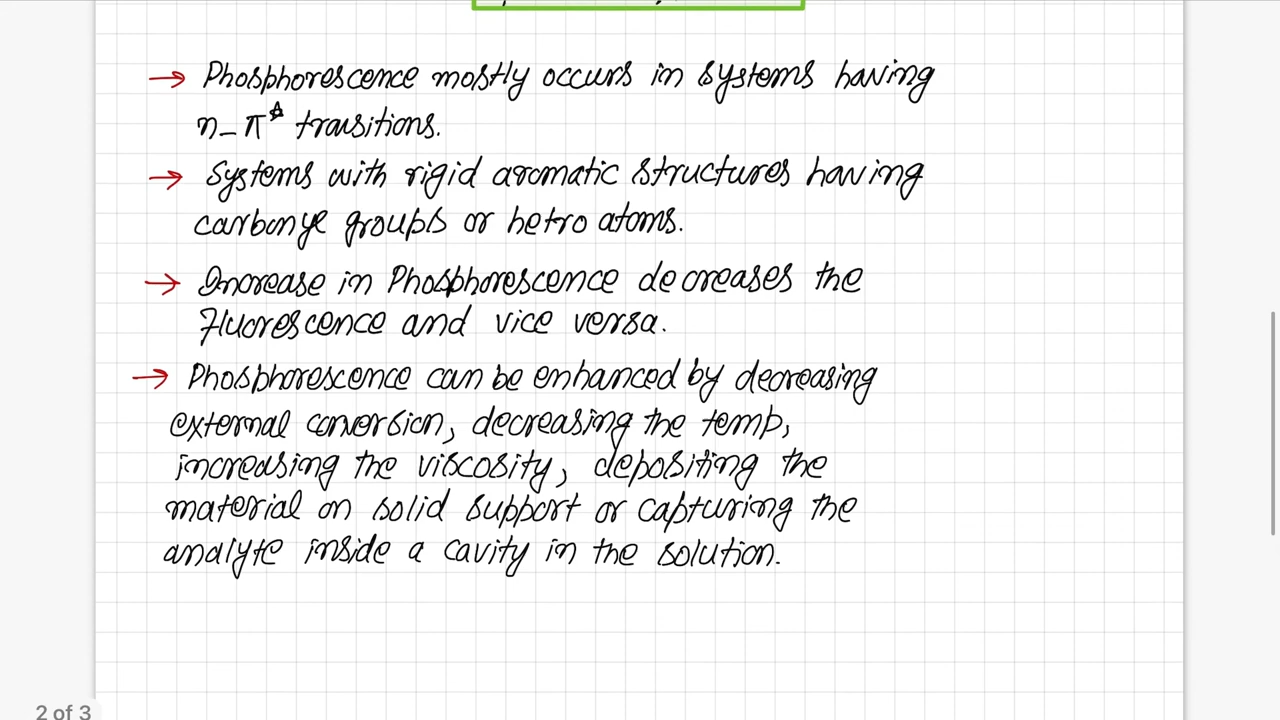 → Phosphorescence mostly occurs in systems having
n-π* transitions.
→ Systems with rigid aromatic structures having
carbonye groups or hetro atoms.
→ Increase in Phosphorescence decreases the
Fluorescence and vice versa.
→ Phosphorescence can be enhanced by decreasing
external conversion, decreasing the temp,
increasing the viscosity, depositing the
material on solid support or capturing the
analyte inside a cavity in the solution.
2 of 3